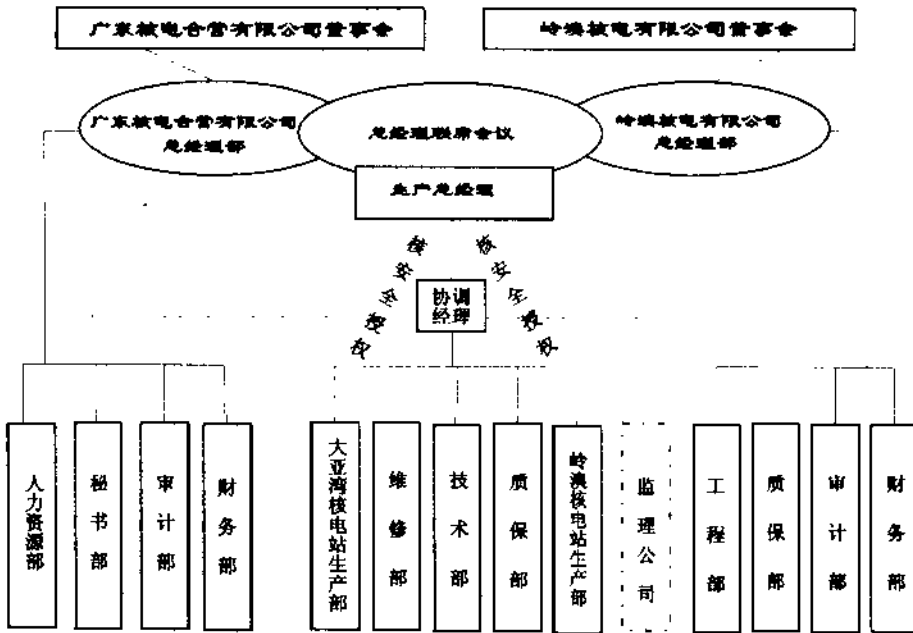 广东核电合营有限公司董事会
岭澳核电有限公司董事会
广东核电合营有限公司
总经理部
总经理联席会议
岭澳核电有限公司
总经理部
生产总经理
核安全授权
核安全授权
协调
经理
人力资源部
秘书部
审计部
财务部
大亚湾核电站生产部
维修部
技术部
质保部
岭澳核电站生产部
监理公司
工程部
质保部
审计部
财务部